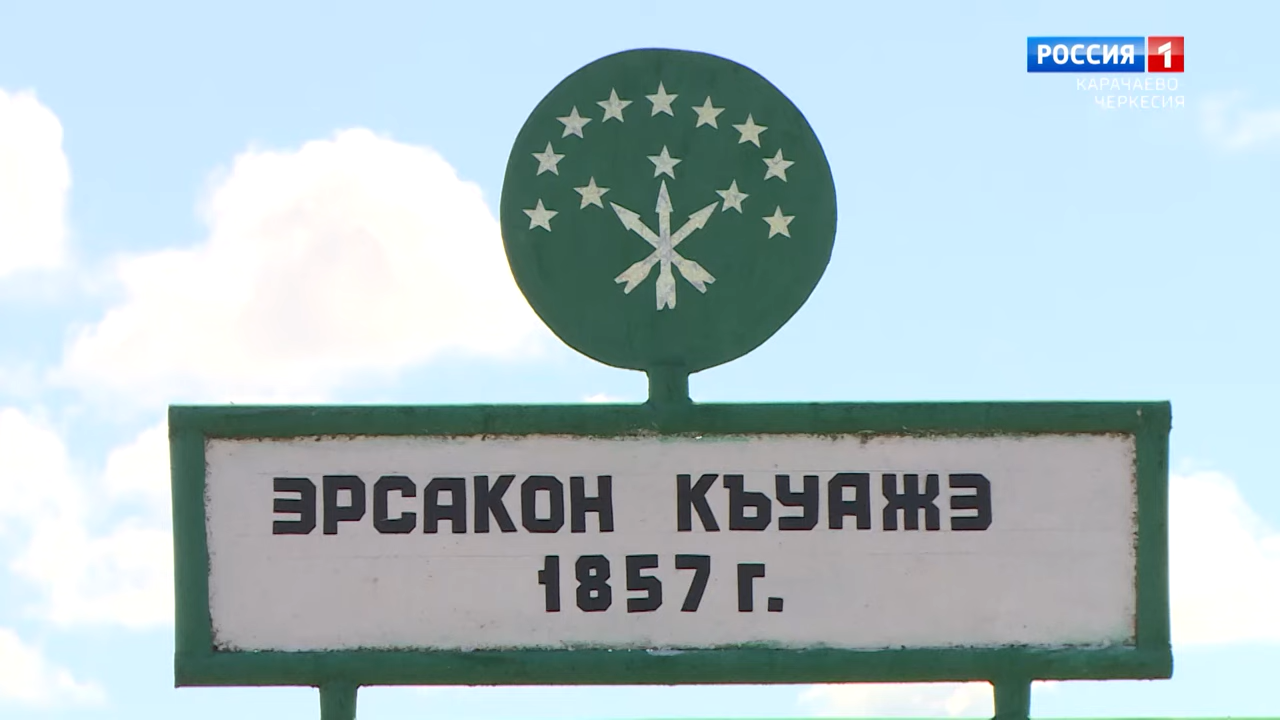 РОССИЯ 1
КАРАЧАЕВО
ЧЕРКЕСИЯ
ЭРСАКОН КЪУАЖЭ
1857 г.